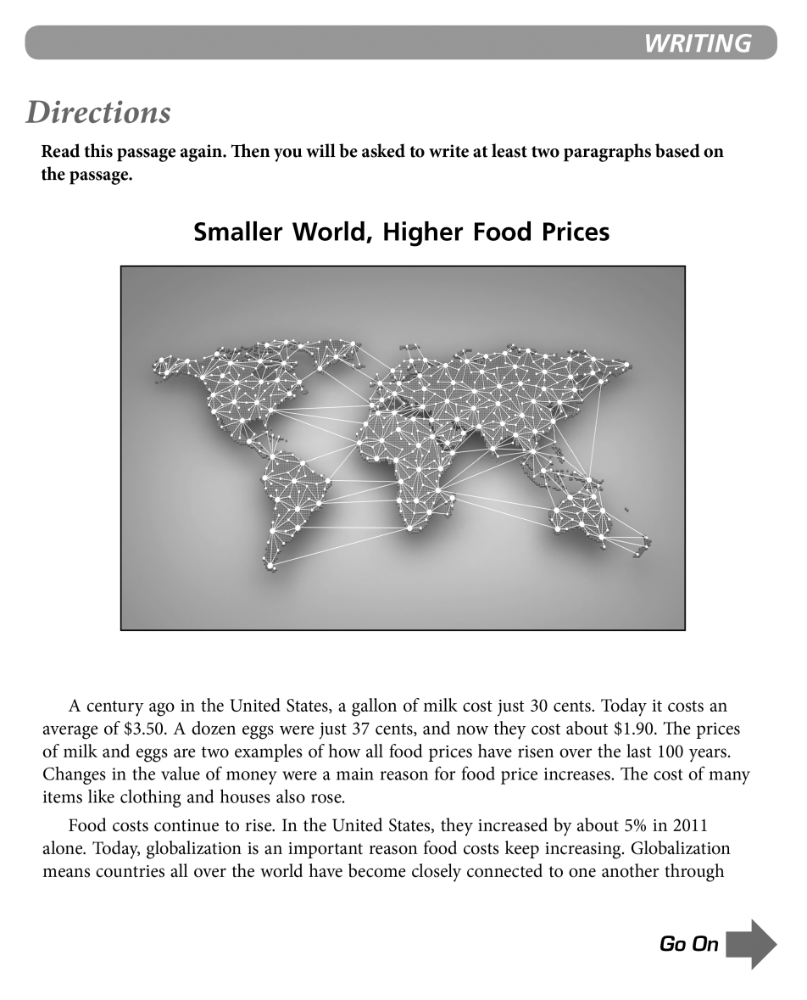 WRITING
Directions
Read this passage again. Then you will be asked to write at least two paragraphs based on
the passage.
Smaller World, Higher Food Prices
A century ago in the United States, a gallon of milk cost just 30 cents. Today it costs an
average of $3.50. A dozen eggs were just 37 cents, and now they cost about $1.90. The prices
of milk and eggs are two examples of how all food prices have risen over the last 100 years.
Changes in the value of money were a main reason for food price increases. The cost of many
items like clothing and houses also rose.
Food costs continue to rise. In the United States, they increased by about 5% in 2011
alone. Today, globalization is an important reason food costs keep increasing. Globalization
means countries all over the world have become closely connected to one another through
Go On